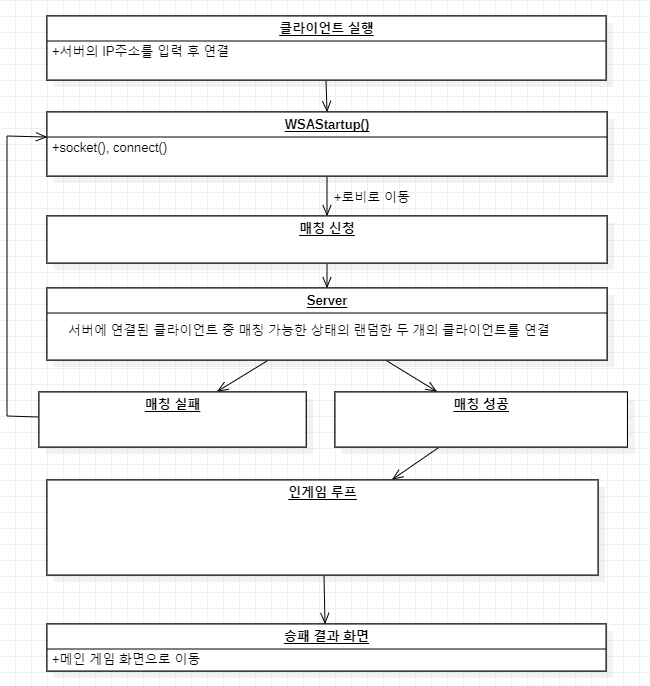 클라이언트 실행
+서버의 IP주소를 입력 후 연결
WSAStartup()
+socket(), connect()
+로비로 이동
매칭 신청
Server
서버에 연결된 클라이언트 중 매칭 가능한 상태의 랜덤한 두 개의 클라이언트를 연결
매칭 실패
매칭 성공
인게임 루프
승패 결과 화면
+메인 게임 화면으로 이동